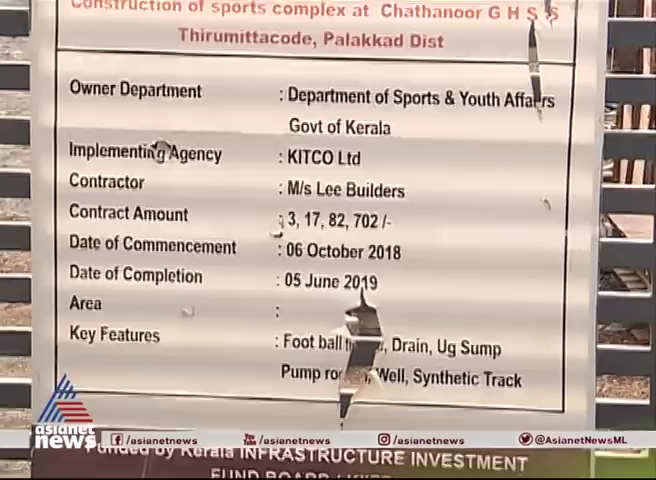 Construction of sports complex at Chathanoor G H S S
Thirumittacode, Palakkad Dist
Owner Department : Department of Sports & Youth Affairs
Govt of Kerala
Implementing Agency : KITCO Ltd
Contractor : M/s Lee Builders
Contract Amount : 3, 17, 82, 702 /-
Date of Commencement : 06 October 2018
Date of Completion : 05 June 2019
Area :
Key Features : Foot ball , Drain, Ug Sump
Pump , Well, Synthetic Track
asianet
news
/asianetnews /asianetnews /asianetnews @AsianetNewsML
Funded by Kerala INFRASTRUCTURE INVESTMENT
FUND BOARD